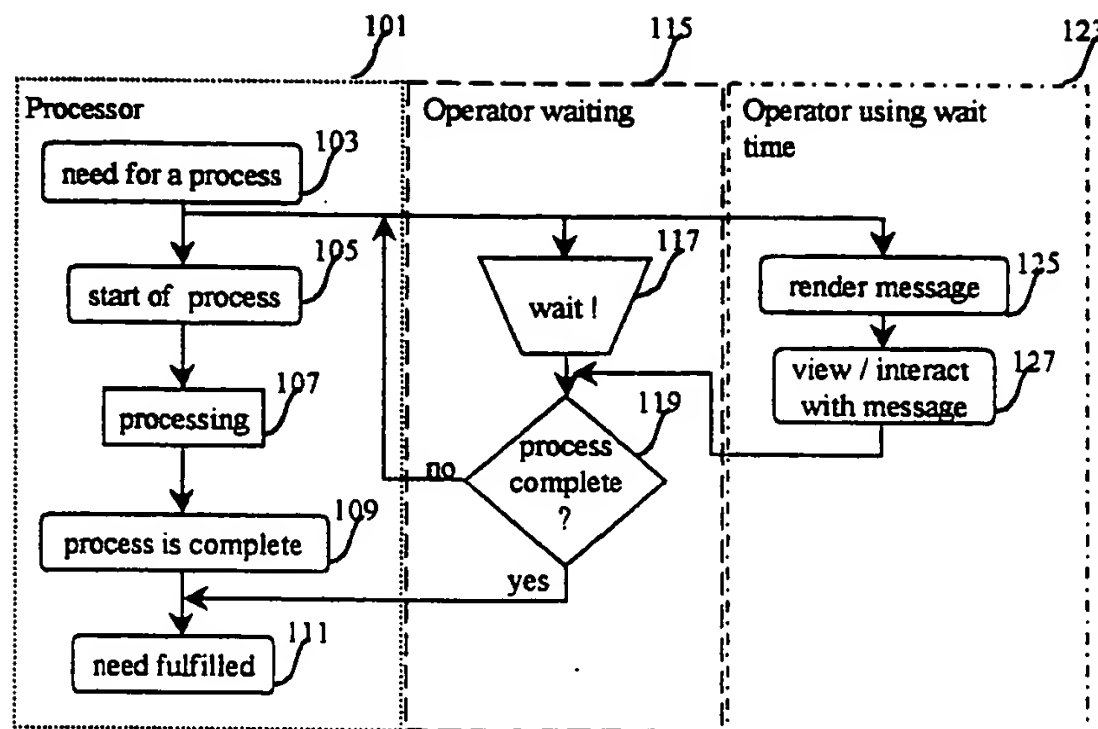 101
115
123
Processor
Operator waiting
Operator using wait
time
103
need for a process
105
start of process
117
wait !
125
render message
107
processing
127
view / interact
with message
119
process
complete
?
no
109
process is complete
yes
111
need fulfilled